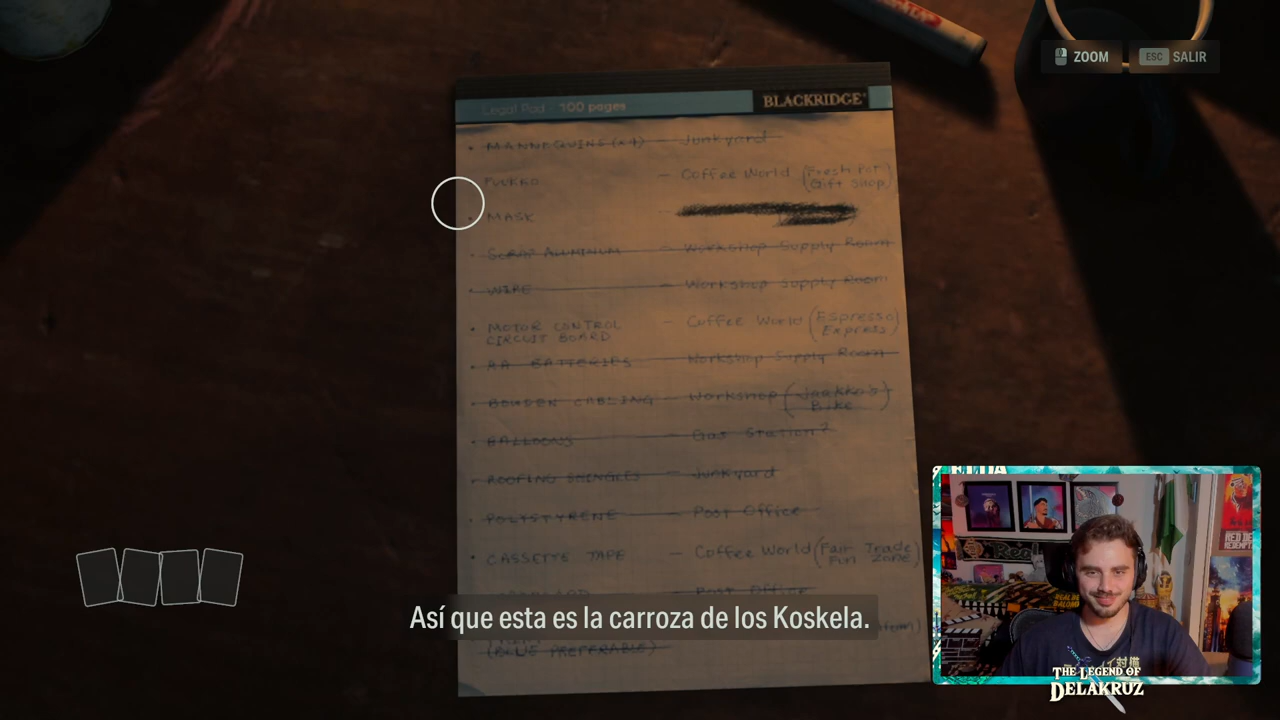 ZOOM
ESC SALIR
Legal Pad - 100 pages
BLACKRIDGE
• MANNEQUINS (x4) — Junkyard
PUUKKO — Coffee World (Fresh Pot Gift Shop)
• MASK —
• SCRAP ALUMINUM — Workshop Supply Room
• WIRE — Workshop Supply Room
• MOTOR CONTROL CIRCUIT BOARD — Coffee World (Espresso Express)
• AA BATTERIES — Workshop Supply Room
• BOWDEN CABLING — Workshop (Jaakko's Bike)
• BALLOONS — Gas Station?
• ROOFING SHINGLES — Junkyard
• POLYSTYRENE — Post Office
• CASSETTE TAPE — Coffee World (Fair Trade Fun Zone)
Post Office
Así que esta es la carroza de los Koskela.
(BLUE PREFERABLE)
RED DE
REDEMPT
THE LEGEND OF
DELAKRUZ